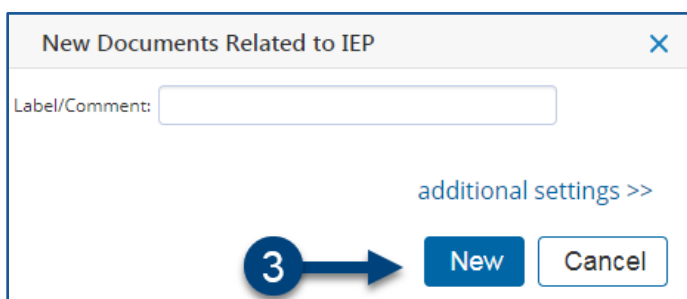 New Documents Related to IEP
Label/Comment:
additional settings >>
3 New Cancel